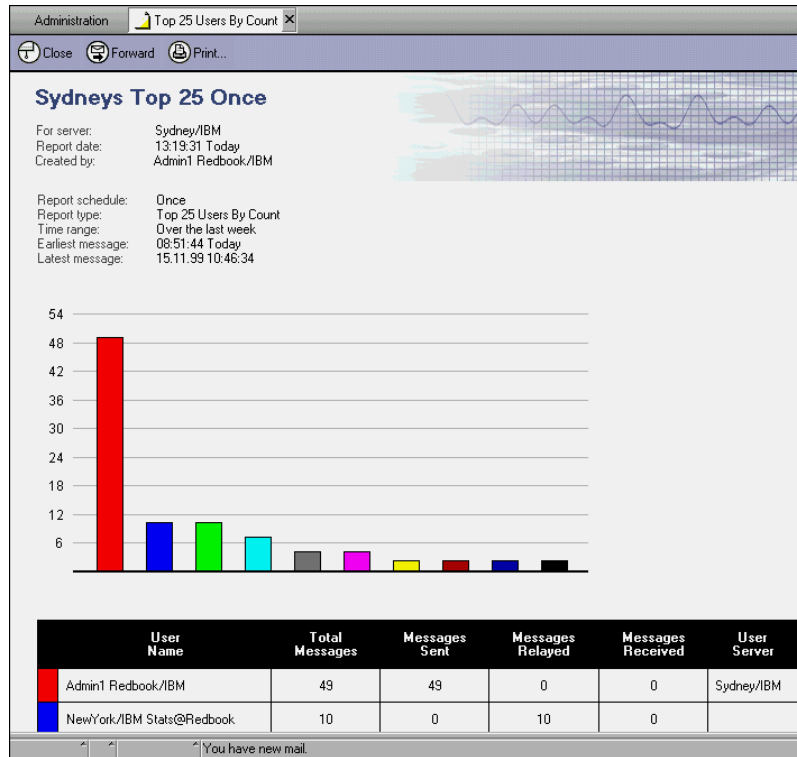 Administration Top 25 Users By Count
Close Forward Print...
Sydneys Top 25 Once
For server: Sydney/IBM
Report date: 13:19:31 Today
Created by: Admin1 Redbook/IBM
Report schedule: Once
Report type: Top 25 Users By Count
Time range: Over the last week
Earliest message: 08:51:44 Today
Latest message: 15.11.99 10:46:34
54
48
42
36
30
24
18
12
6
User Name Total Messages Messages Sent Messages Relayed Messages Received User Server
Admin1 Redbook/IBM 49 49 0 0 Sydney/IBM
NewYork/IBM Stats@Redbook 10 0 10 0
You have new mail.